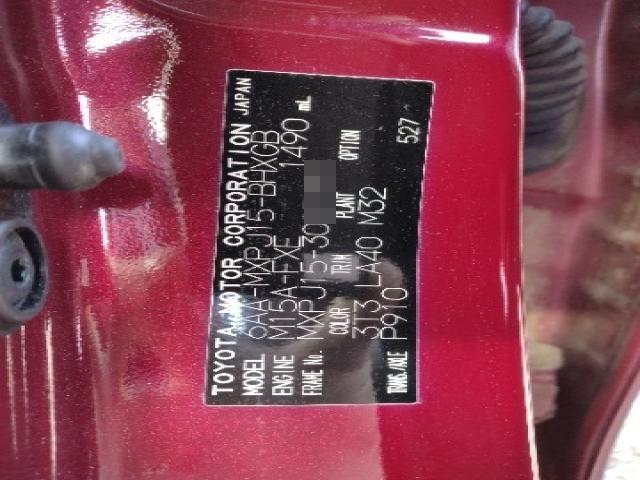 TOYOTA MOTOR CORPORATION JAPAN
MODEL 6AA-MXPJ15-BHXGB
ENGINE M15A-FXE 1490 mL
FRAME No. MXPJ15-30
COLOR TRIM PLANT OPTION
3T3 LA40 M32
TRANS./AXLE P910 527